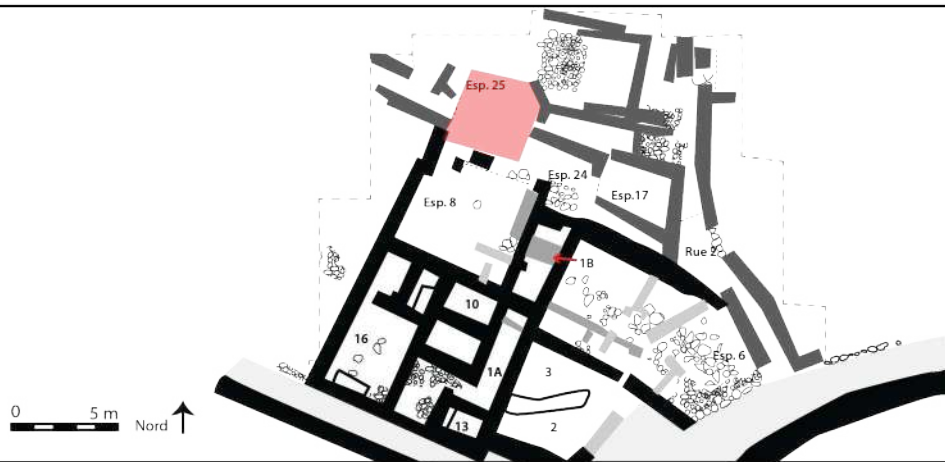 Esp. 25
Esp. 24
Esp.17
Esp. 8
Rue 2
1B
10
16
Esp. 6
1A
3
0 5 m
Nord
13
2